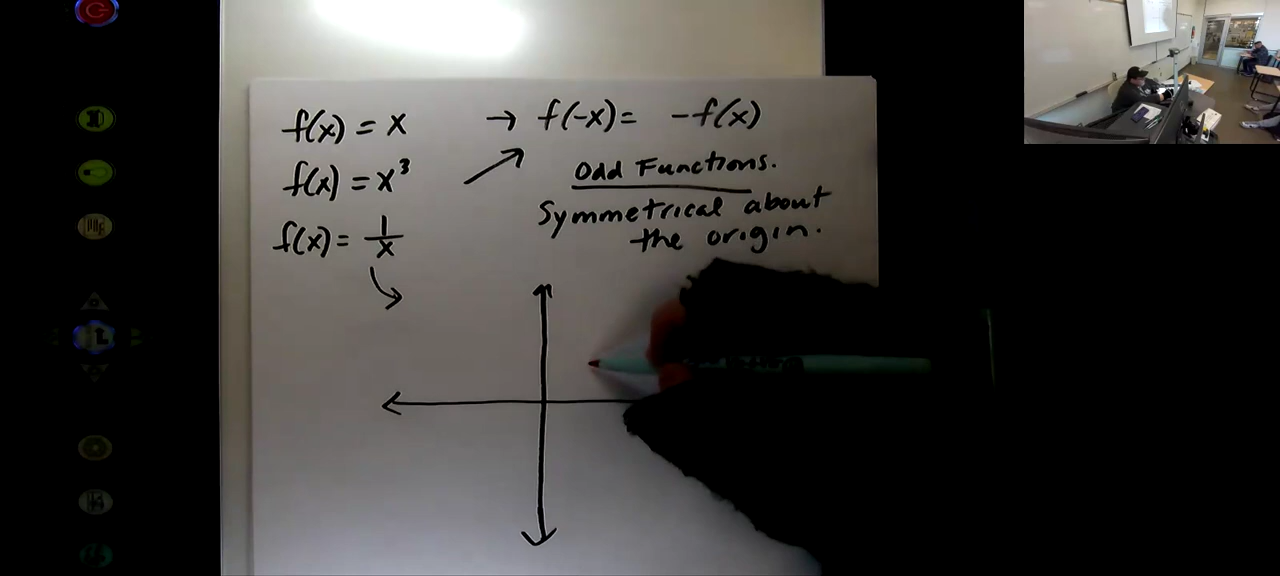 f(x) = x → f(-x) = -f(x)
f(x) = x³
Odd Functions.
Symmetrical about
the origin.
f(x) = 1/x